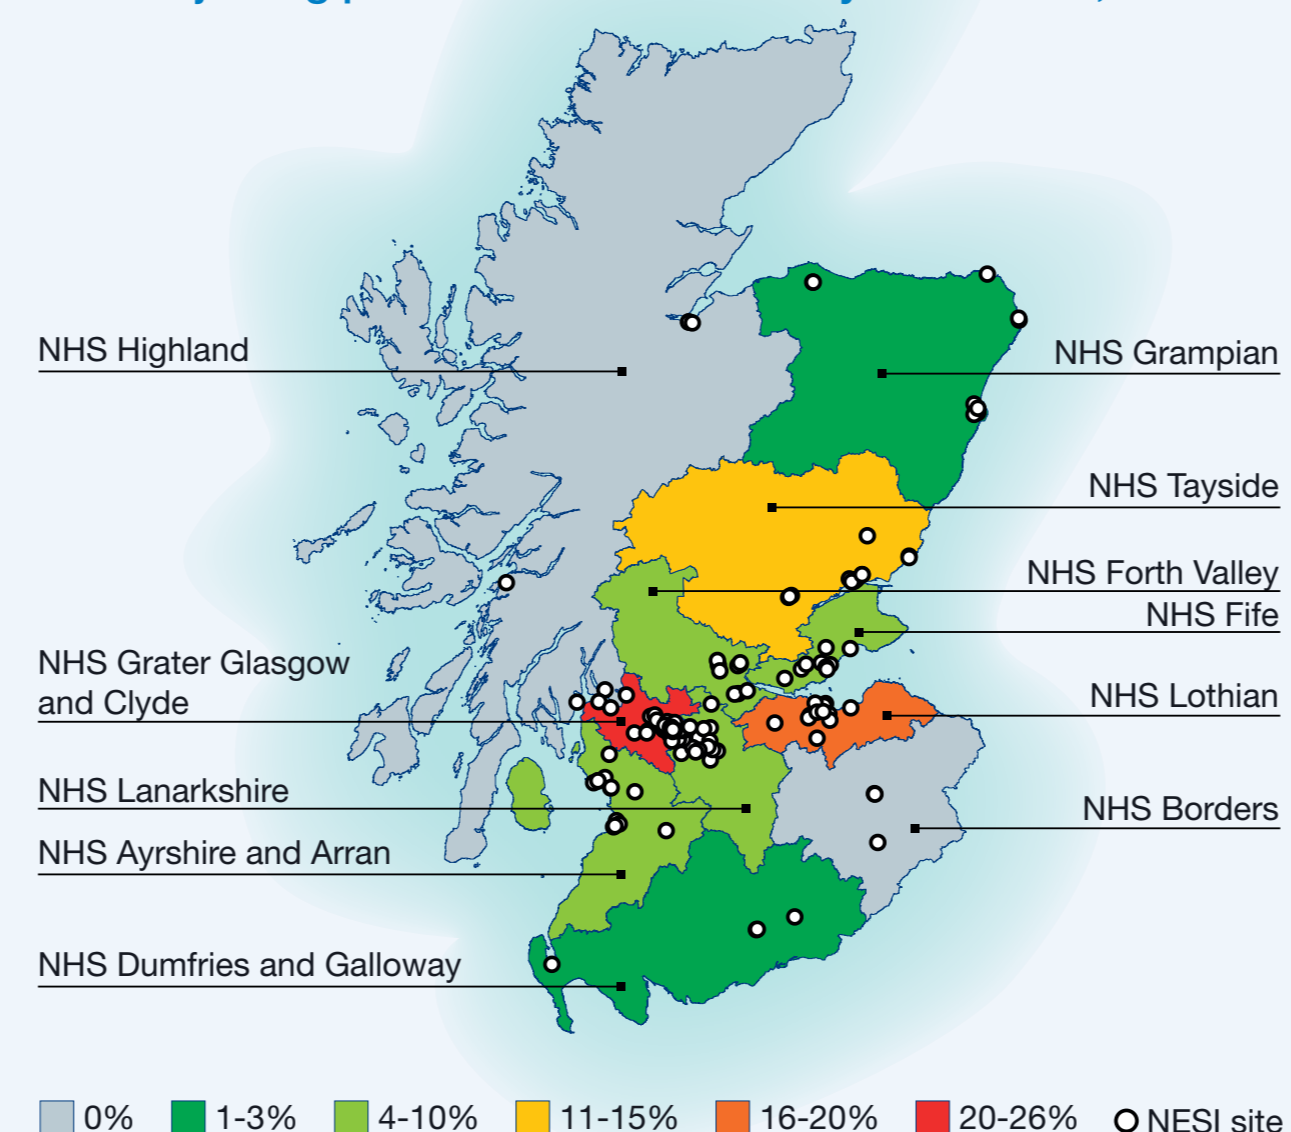 NHS Highland
NHS Grampian
NHS Tayside
NHS Forth Valley
NHS Fife
NHS Grater Glasgow
and Clyde
NHS Lothian
NHS Lanarkshire
NHS Borders
NHS Ayrshire and Arran
NHS Dumfries and Galloway
0% 1-3% 4-10% 11-15% 16-20% 20-26% NESI site